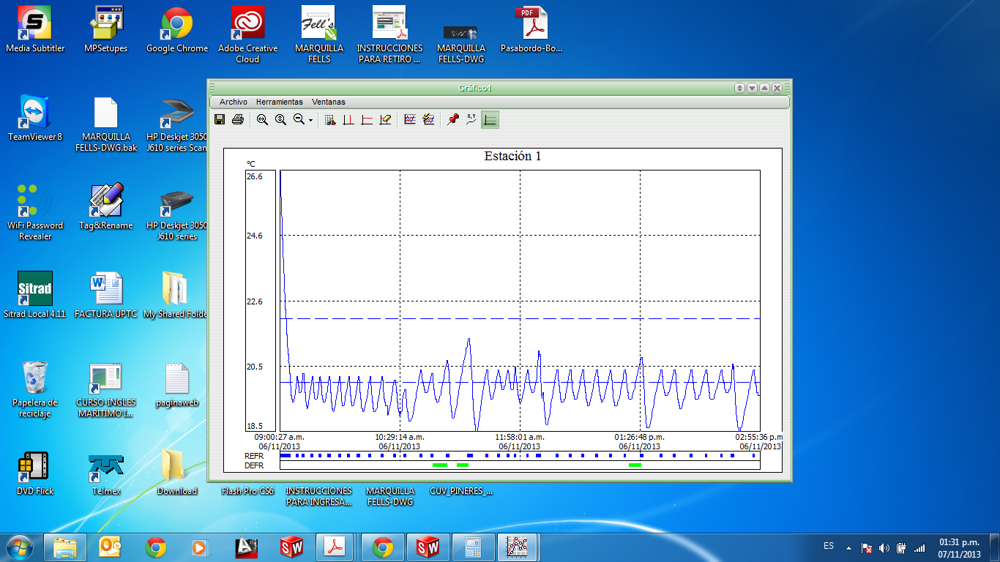 Media Subtitler
MPSetupes
Google Chrome
Adobe Creative
Cloud
Fell's
MARQUILLA
FELLS
INSTRUCCIONES
PARA RETIRO ...
MARQUILLA
FELLS-DWG
PDF
Pasabordo-Bo...
TeamViewer 8
MARQUILLA
FELLS-DWG.bak
HP Deskjet 3050
J610 series Scan
WiFi Password
Revealer
Tag&Rename
HP Deskjet 3050
J610 series
Sitrad
Sitrad Local 4.11
FACTURA UPTC
My Shared Folde
Papelera de
reciclaje
CURSO-INGLES
MARITIMO I...
paginaweb
DVD Flick
Telmex
Download
Flash Pro CS6
INSTRUCCIONES
PARA INGRESA...
MARQUILLA
FELLS-DWG
CUV_PINERES_...
Gráfico1
Archivo Herramientas Ventanas
X,Y
Estación 1
°C
26.6
24.6
22.6
20.5
18.5
09:00:27 a.m. 10:29:14 a.m. 11:58:01 a.m. 01:26:48 p.m. 02:55:36 p.m
06/11/2013 06/11/2013 06/11/2013 06/11/2013 06/11/2013
REFR
DEFR
SW
SW
ES
01:31 p.m.
07/11/2013